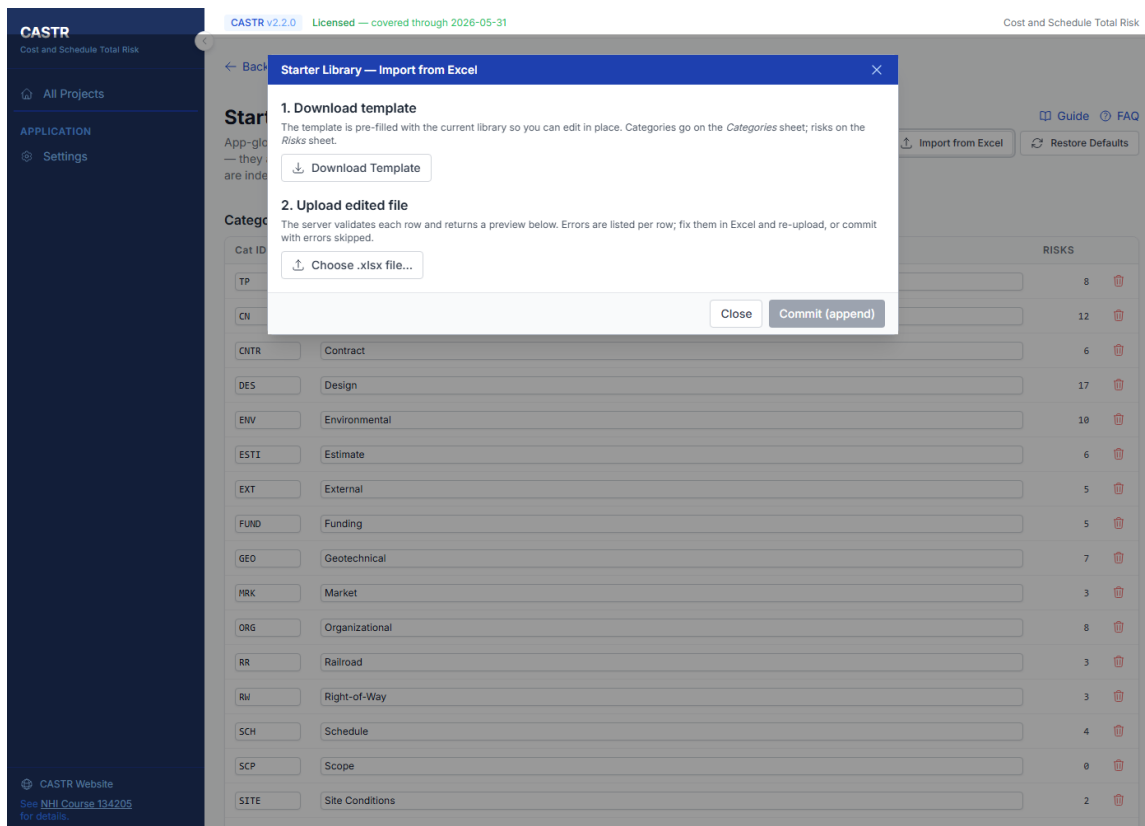 CASTR
Cost and Schedule Total Risk
All Projects
APPLICATION
Settings
CASTR Website
See NHI Course 134205
for details.
CASTR v2.2.0 Licensed — covered through 2026-05-31 Cost and Schedule Total Risk
← Back
Guide FAQ
Import from Excel Restore Defaults
Starter Library — Import from Excel
1. Download template
The template is pre-filled with the current library so you can edit in place. Categories go on the Categories sheet; risks on the
Risks sheet.
Download Template
2. Upload edited file
The server validates each row and returns a preview below. Errors are listed per row; fix them in Excel and re-upload, or commit
with errors skipped.
Choose .xlsx file...
Close Commit (append)
— they
Cat ID RISKS
TP 8
CN 12
CNTR Contract 6
DES Design 17
ENV Environmental 10
ESTI Estimate 6
EXT External 5
FUND Funding 5
GEO Geotechnical 7
MRK Market 3
ORG Organizational 8
RR Railroad 3
RW Right-of-Way 3
SCH Schedule 4
SCP Scope 0
SITE Site Conditions 2